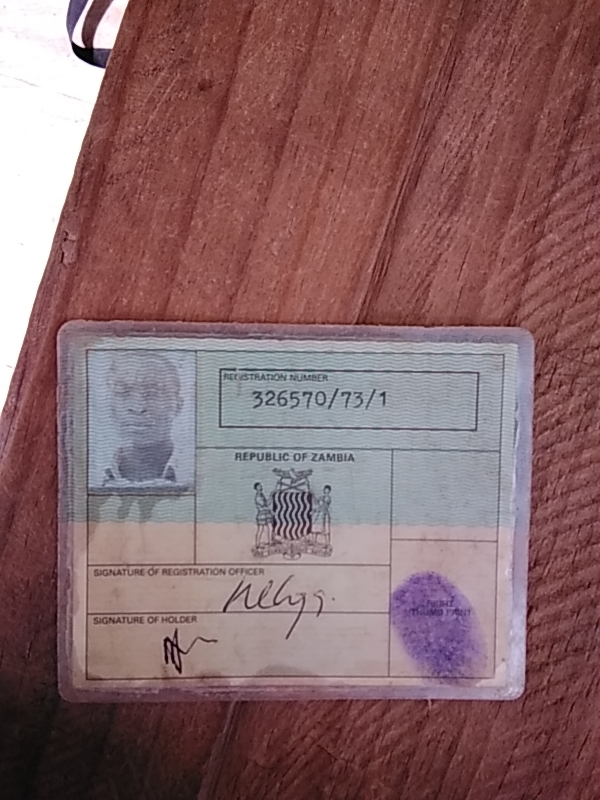 REGISTRATION NUMBER
326570/73/1
REPUBLIC OF ZAMBIA
SIGNATURE OF REGISTRATION OFFICER
SIGNATURE OF HOLDER
RIGHT
THUMB PRINT